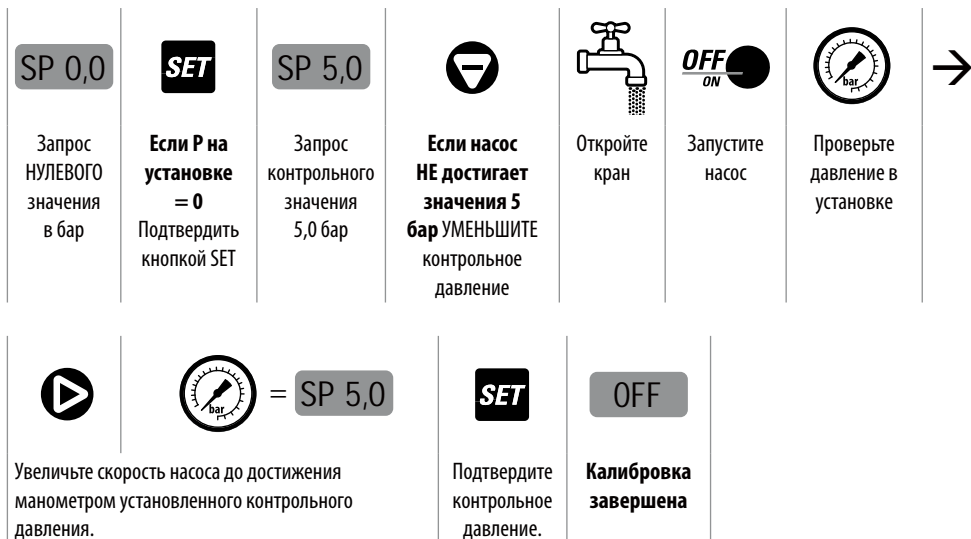 SP 0,0
SET
SP 5,0
OFF
ON
bar
Запрос
НУЛЕВОГО
значения
в бар
Если P на
установке
= 0
Подтвердить
кнопкой SET
Запрос
контрольного
значения
5,0 бар
Если насос
НЕ достигает
значения 5
бар УМЕНЬШИТЕ
контрольное
давление
Откройте
кран
Запустите
насос
Проверьте
давление в
установке
bar
= SP 5,0
SET
OFF
Увеличьте скорость насоса до достижения
манометром установленного контрольного
давления.
Подтвердите
контрольное
давление.
Калибровка
завершена